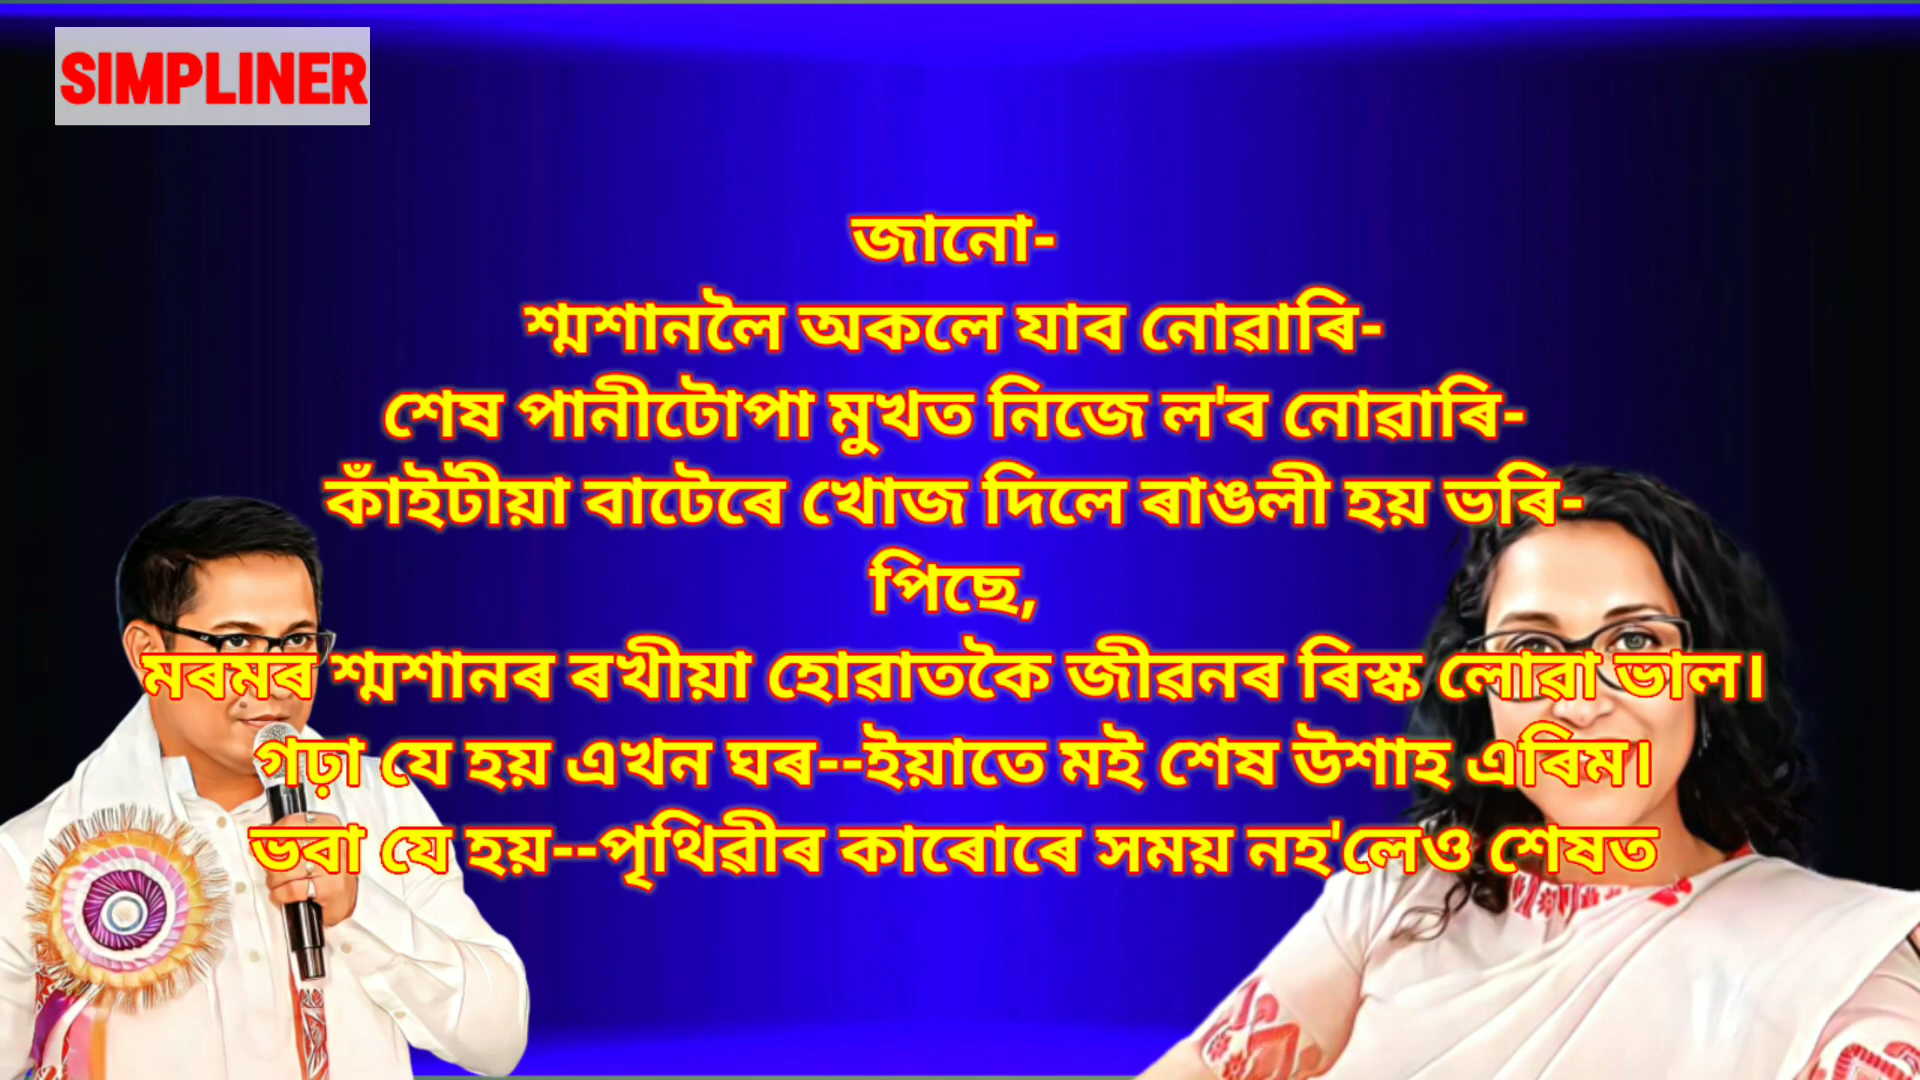 SIMPLINER
জানো-
শ্মশানলৈ অকলে যাব নোৱাৰি-
শেষ পানীটোপা মুখত নিজে ল'ব নোৱাৰি-
কাঁইটীয়া বাটেৰে খোজ দিলে ৰাঙলী হয় ভৰি-
পিছে,
মৰমৰ শ্মশানৰ ৰখীয়া হোৱাতকৈ জীৱনৰ ৰিস্ক লোৱা ভাল।
গঢ়া যে হয় এখন ঘৰ--ইয়াতে মই শেষ উশাহ এৰিম।
ভবা যে হয়--পৃথিৱীৰ কাৰোৰে সময় নহ'লেও শেষত